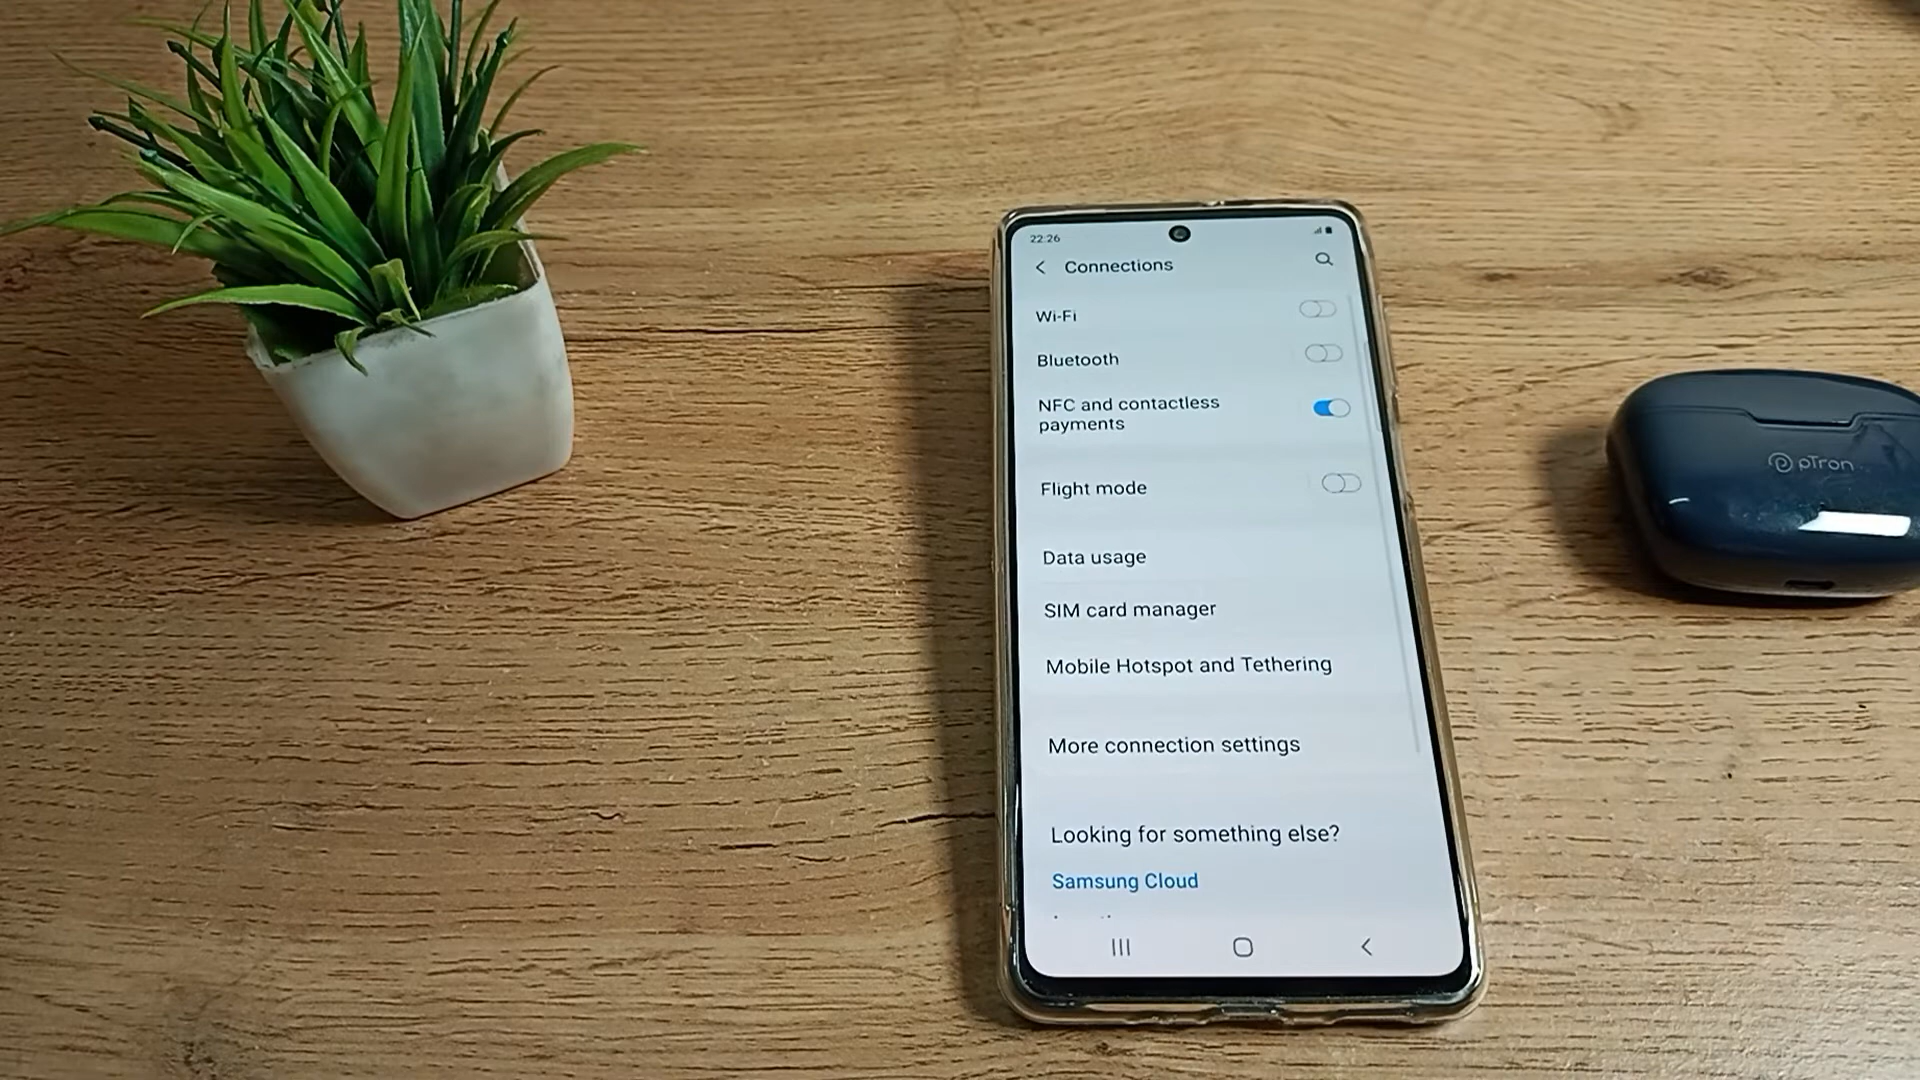 22:26
Connections
Wi-Fi
Bluetooth
NFC and contactless
payments
Flight mode
Data usage
SIM card manager
Mobile Hotspot and Tethering
More connection settings
Looking for something else?
Samsung Cloud
pTron